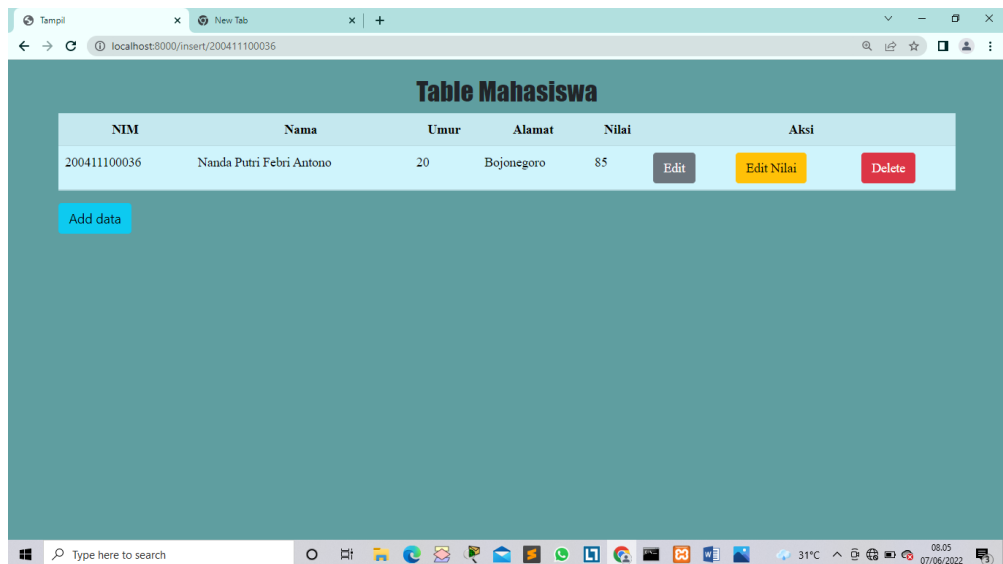 Tampil
New Tab
localhost:8000/insert/200411100036
Table Mahasiswa
NIM Nama Umur Alamat Nilai Aksi
200411100036 Nanda Putri Febri Antono 20 Bojonegoro 85 Edit Edit Nilai Delete
Add data
Type here to search
31°C
08.05
07/06/2022